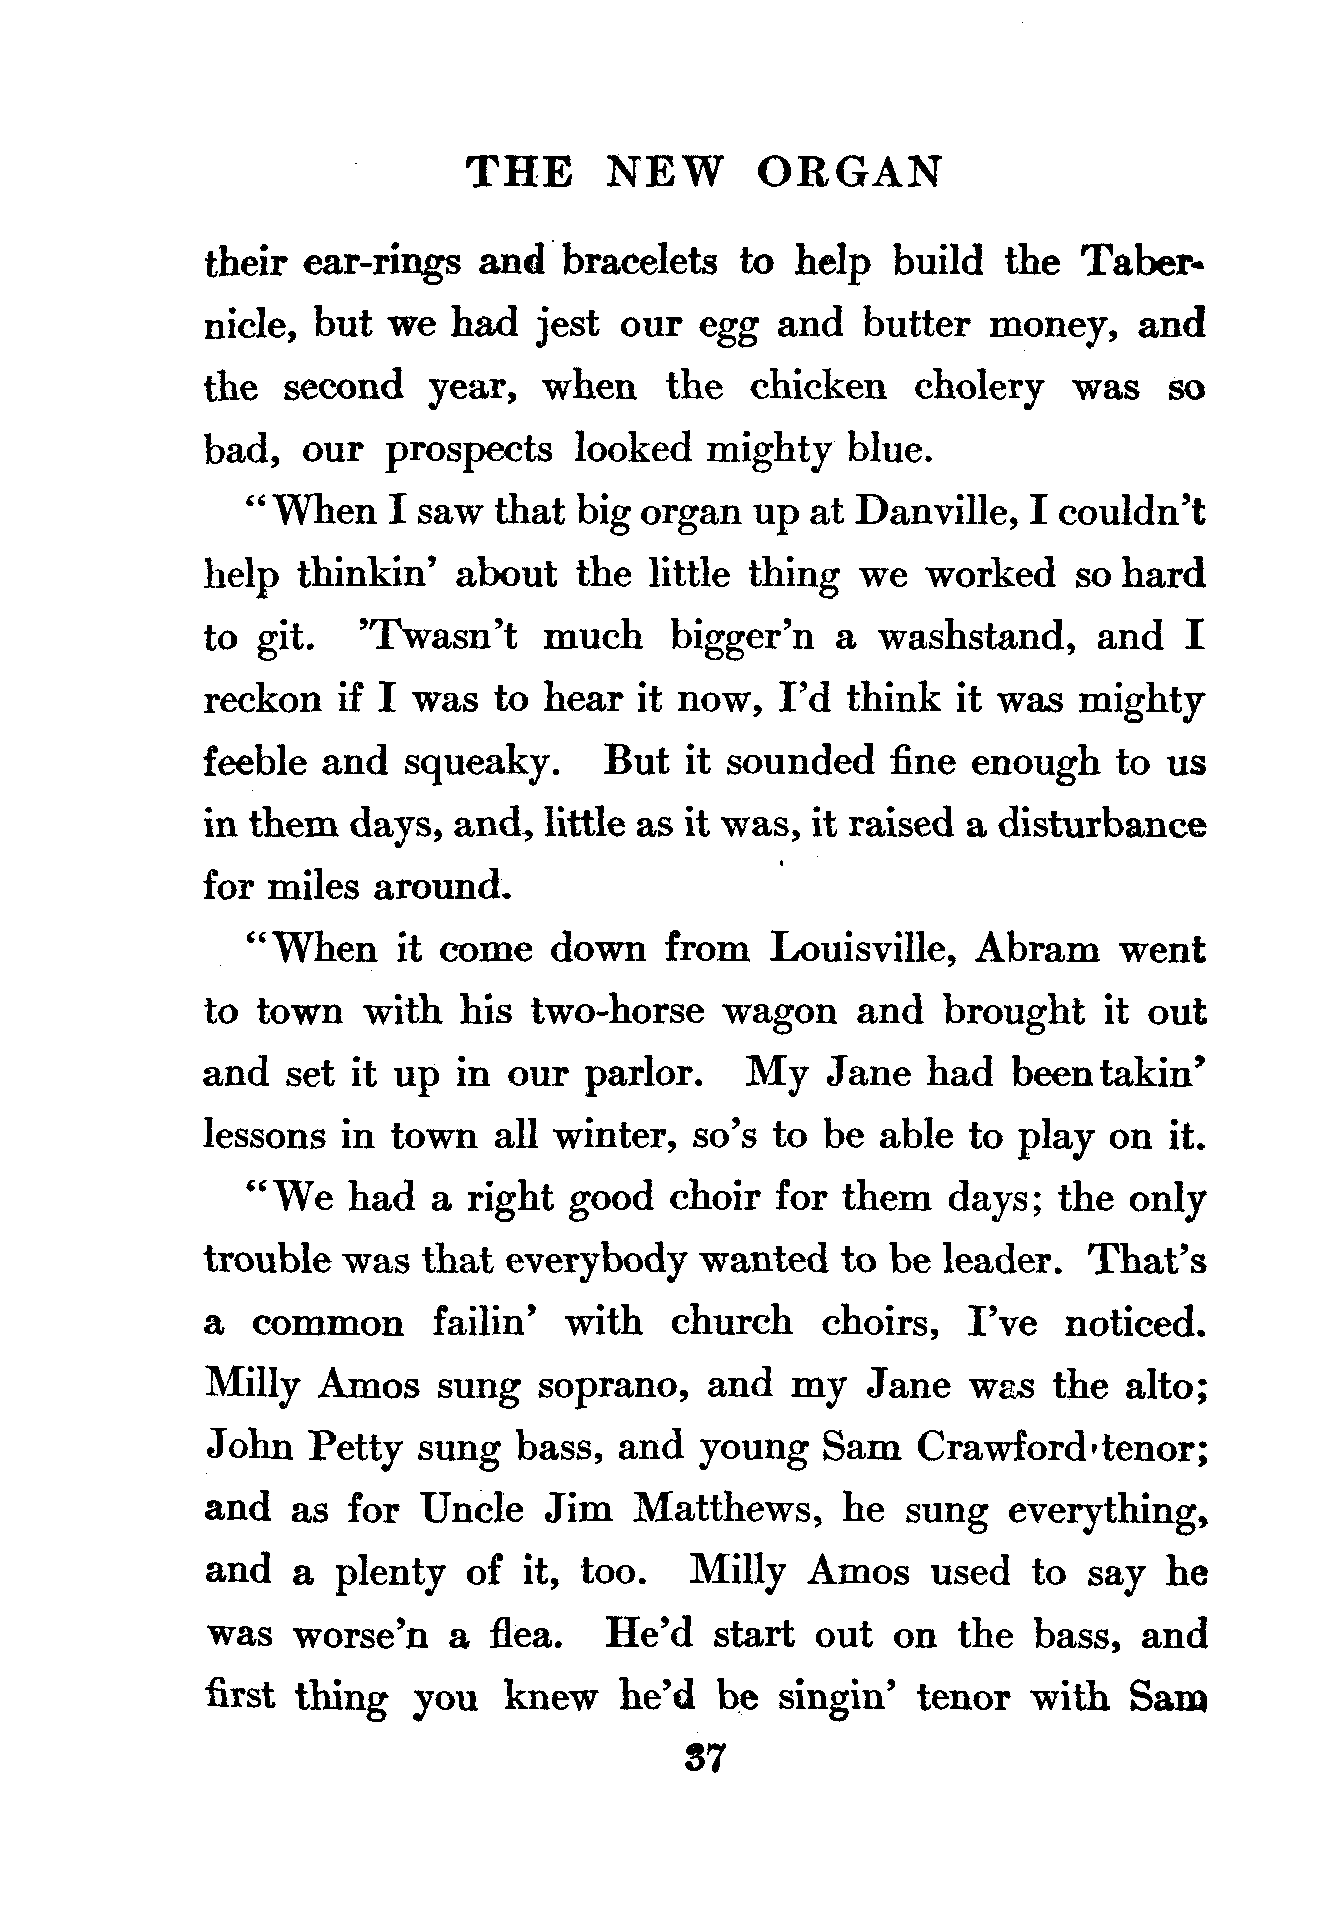 THE NEW ORGAN
their ear-rings and bracelets to help build the Taber-
nicle, but we had jest our egg and butter money, and
the second year, when the chicken cholery was so
bad, our prospects looked mighty blue.
“When I saw that big organ up at Danville, I couldn’t
help thinkin’ about the little thing we worked so hard
to git. ’Twasn’t much bigger’n a washstand, and I
reckon if I was to hear it now, I’d think it was mighty
feeble and squeaky. But it sounded fine enough to us
in them days, and, little as it was, it raised a disturbance
for miles around.
“When it come down from Louisville, Abram went
to town with his two-horse wagon and brought it out
and set it up in our parlor. My Jane had been takin’
lessons in town all winter, so’s to be able to play on it.
“We had a right good choir for them days; the only
trouble was that everybody wanted to be leader. That’s
a common failin’ with church choirs, I’ve noticed.
Milly Amos sung soprano, and my Jane was the alto;
John Petty sung bass, and young Sam Crawford tenor;
and as for Uncle Jim Matthews, he sung everything,
and a plenty of it, too. Milly Amos used to say he
was worse’n a flea. He’d start out on the bass, and
first thing you knew he’d be singin’ tenor with Sam
37